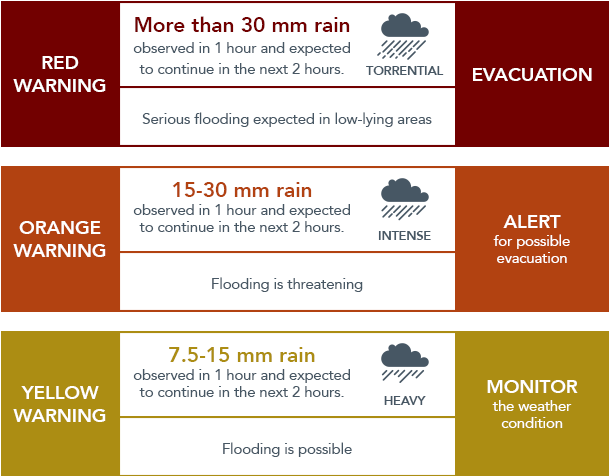 RED
WARNING
More than 30 mm rain
observed in 1 hour and expected
to continue in the next 2 hours.
TORRENTIAL
Serious flooding expected in low-lying areas
EVACUATION
ORANGE
WARNING
15-30 mm rain
observed in 1 hour and expected
to continue in the next 2 hours.
INTENSE
Flooding is threatening
ALERT
for possible
evacuation
YELLOW
WARNING
7.5-15 mm rain
observed in 1 hour and expected
to continue in the next 2 hours.
HEAVY
Flooding is possible
MONITOR
the weather
condition